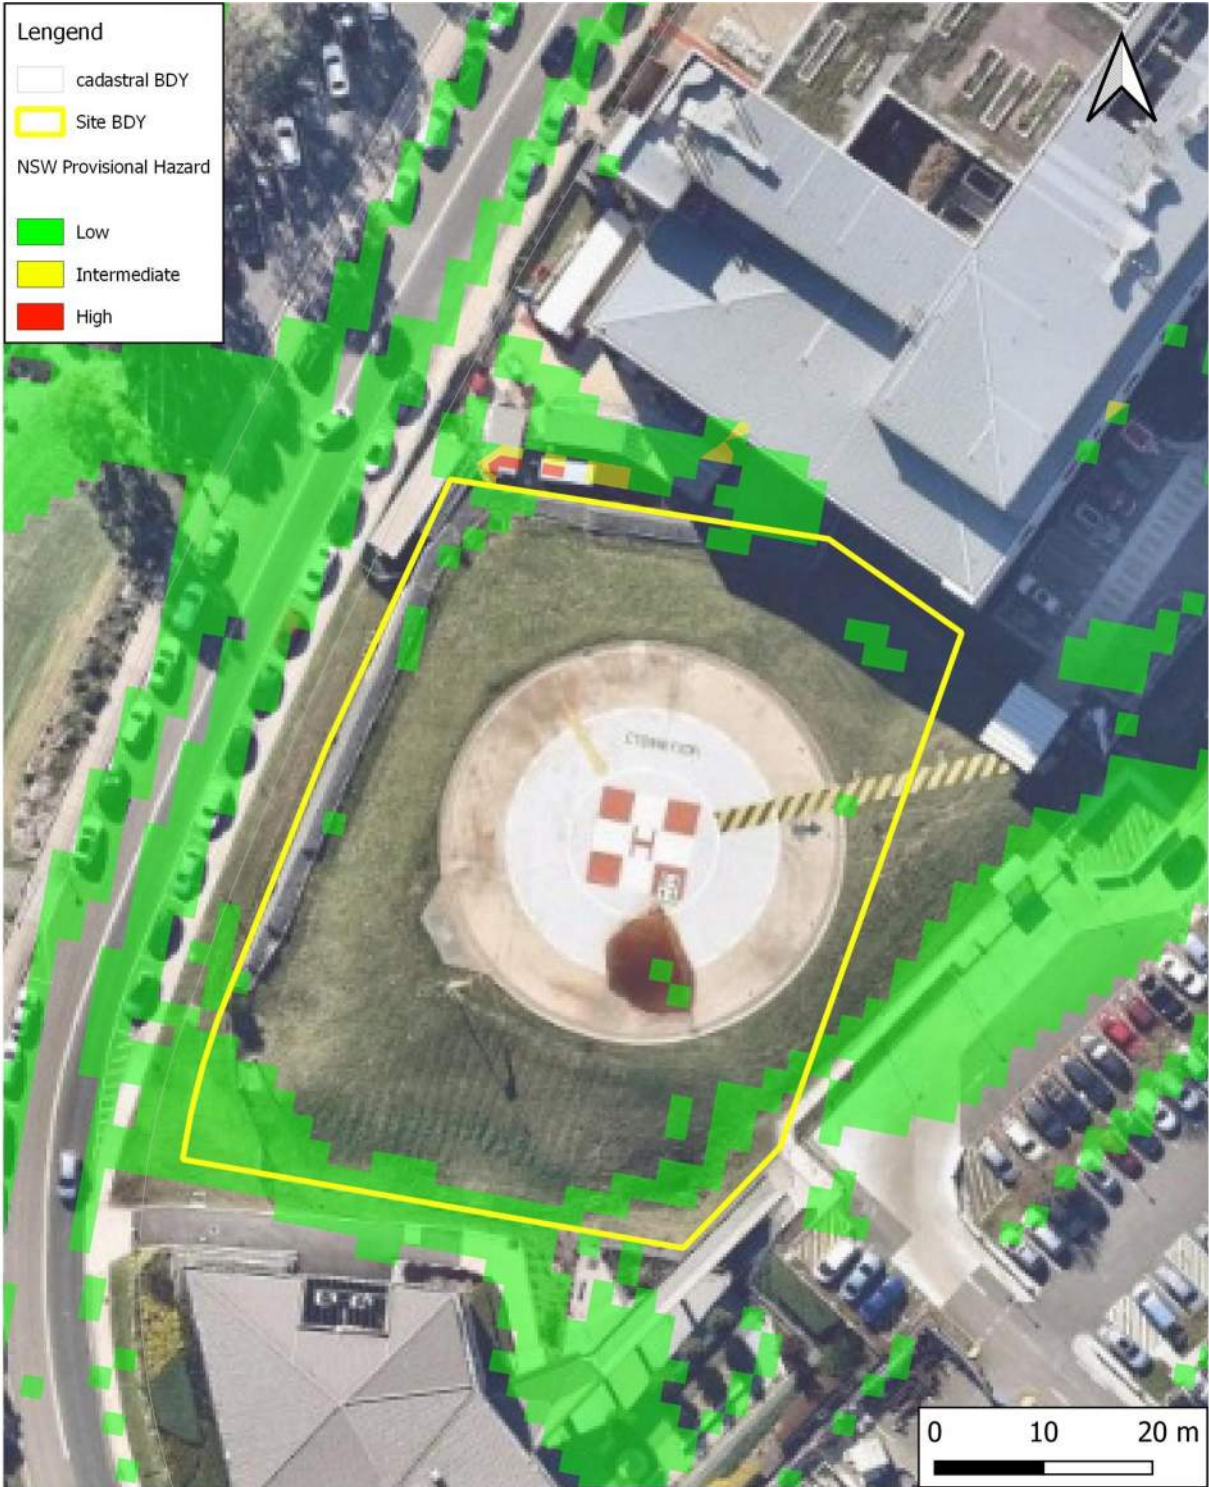 Lengend
cadastral BDY
Site BDY
NSW Provisional Hazard
Low
Intermediate
High
H
0 10 20 m